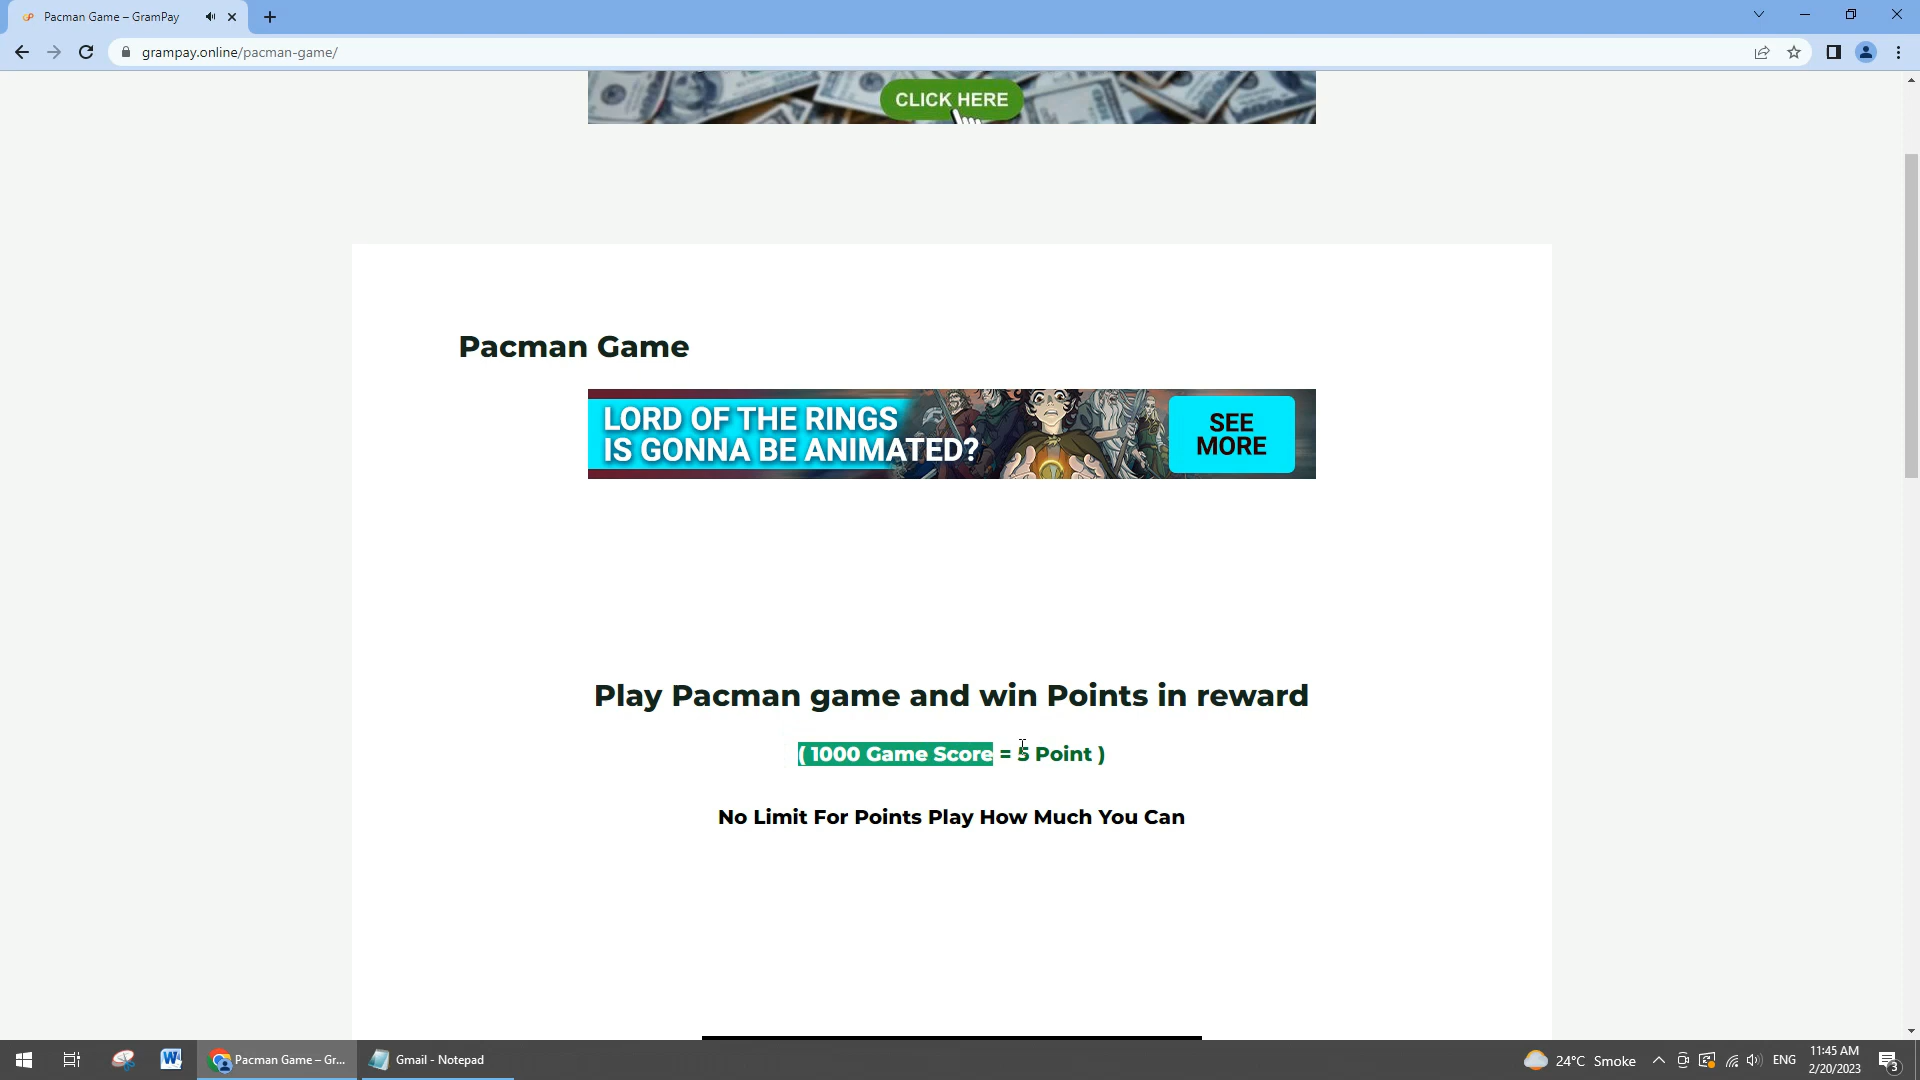 Pacman Game – GramPay
grampay.online/pacman-game/
CLICK HERE
Pacman Game
LORD OF THE RINGS
IS GONNA BE ANIMATED?
SEE
MORE
Play Pacman game and win Points in reward
( 1000 Game Score = 5 Point )
No Limit For Points Play How Much You Can
Pacman Game – Gr...
Gmail - Notepad
24°C Smoke
ENG
11:45 AM
2/20/2023
3